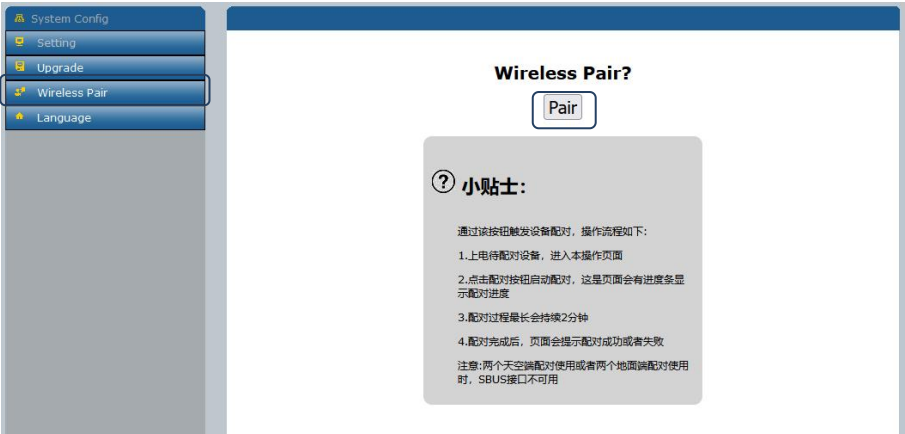 System Config
Setting
Upgrade
Wireless Pair
Language
Wireless Pair?
Pair
? 小贴士：
通过该按钮触发设备配对，操作流程如下：
1.上电待配对设备，进入本操作页面
2.点击配对按钮启动配对，这是页面会有进度条显
示配对进度
3.配对过程最长会持续2分钟
4.配对完成后，页面会提示配对成功或者失败
注意:两个天空端配对使用或者两个地面端配对使用
时，SBUS接口不可用